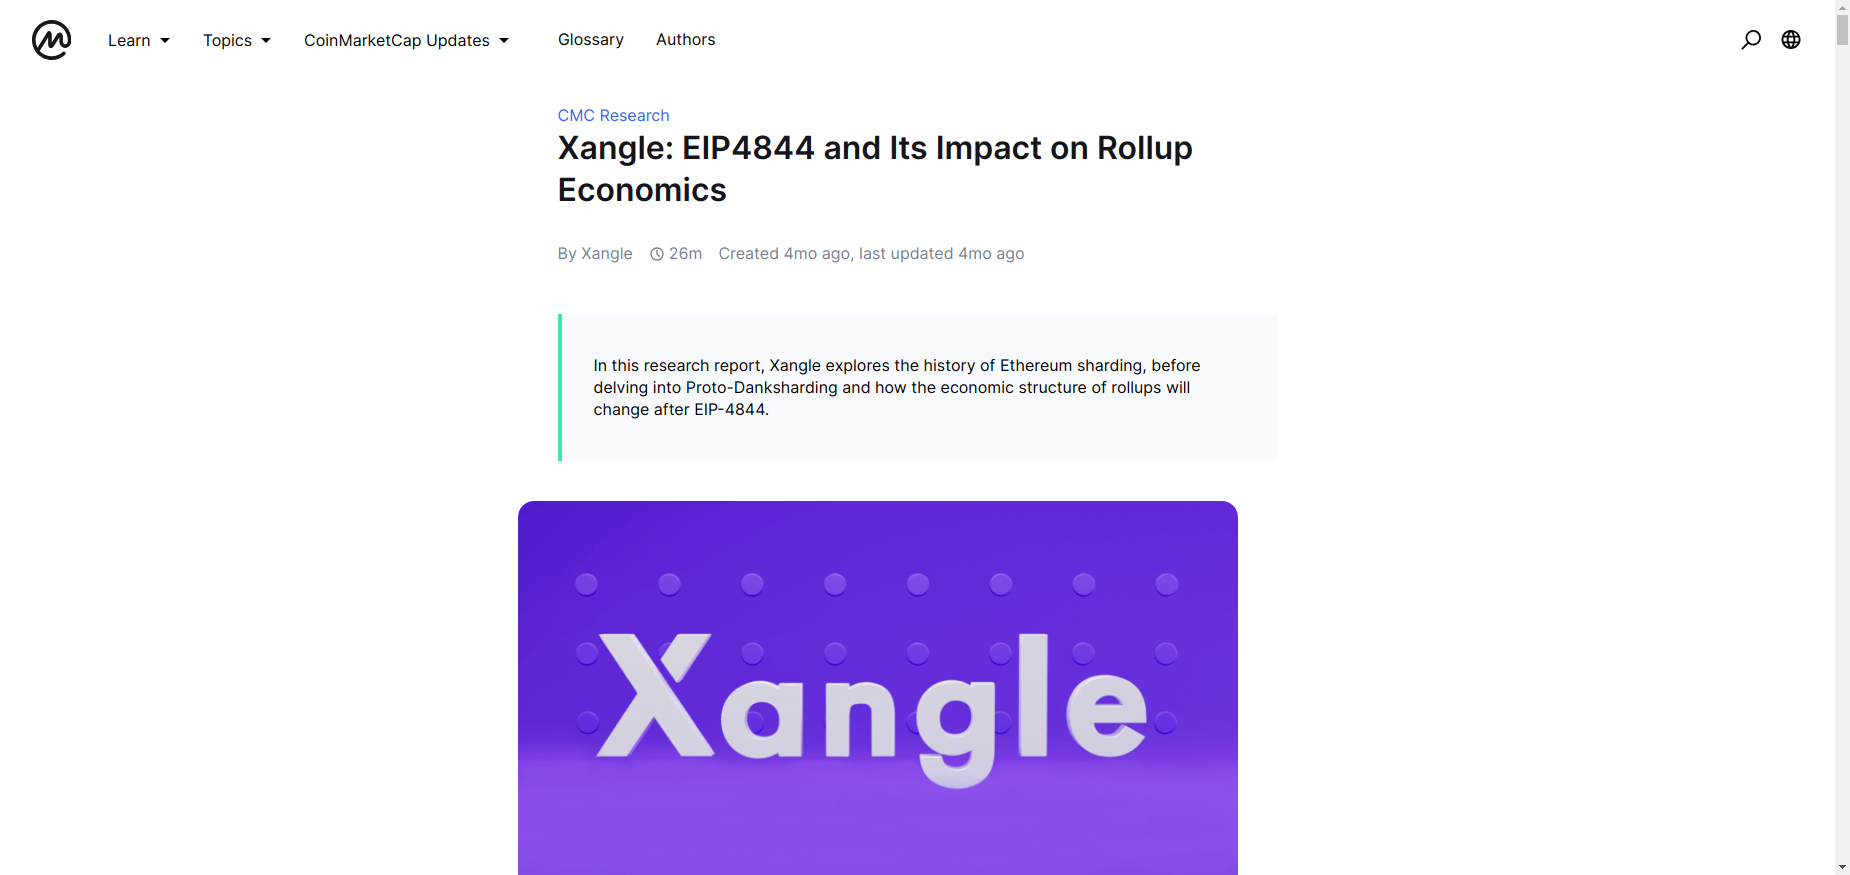 Learn
Topics
CoinMarketCap Updates
Glossary
Authors
CMC Research
Xangle: EIP4844 and Its Impact on Rollup
Economics
By Xangle
26m
Created 4mo ago, last updated 4mo ago
In this research report, Xangle explores the history of Ethereum sharding, before
delving into Proto-Danksharding and how the economic structure of rollups will
change after EIP-4844.
Xangle